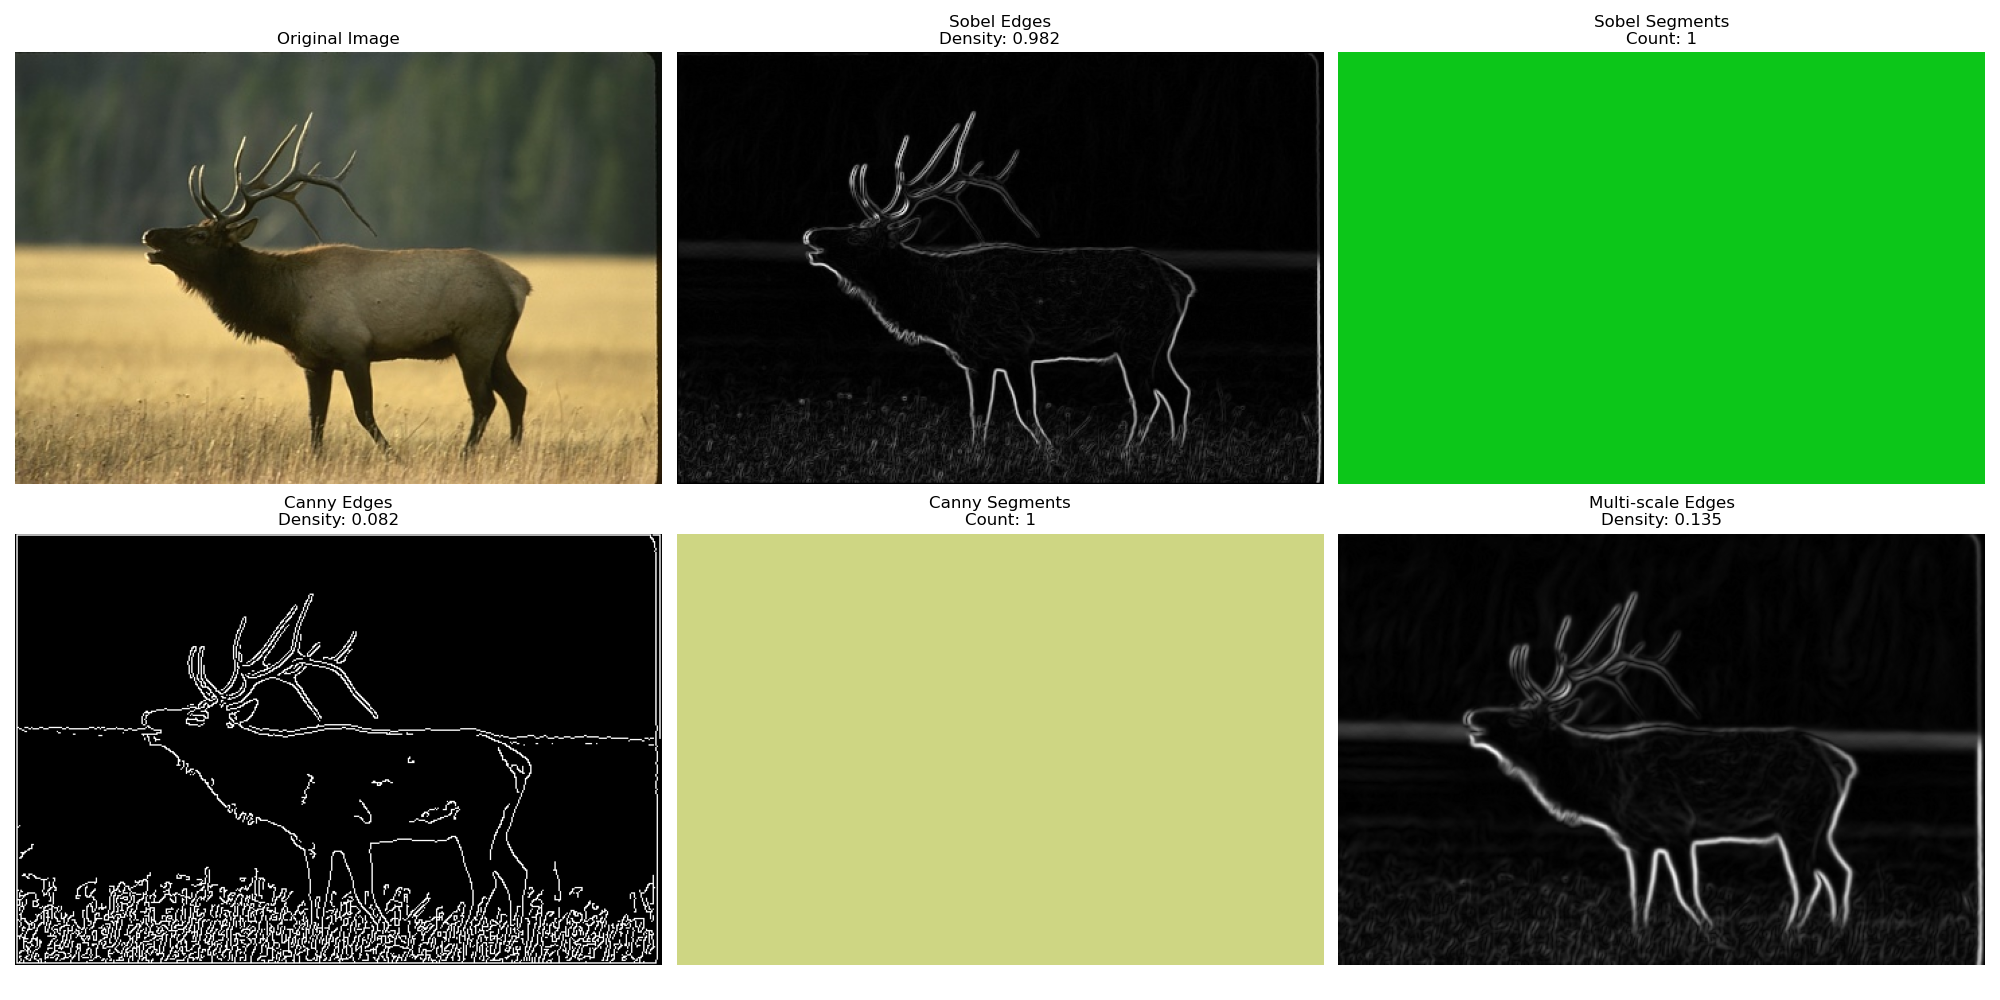 Original Image
Sobel Edges
Density: 0.982
Sobel Segments
Count: 1
Canny Edges
Density: 0.082
Canny Segments
Count: 1
Multi-scale Edges
Density: 0.135